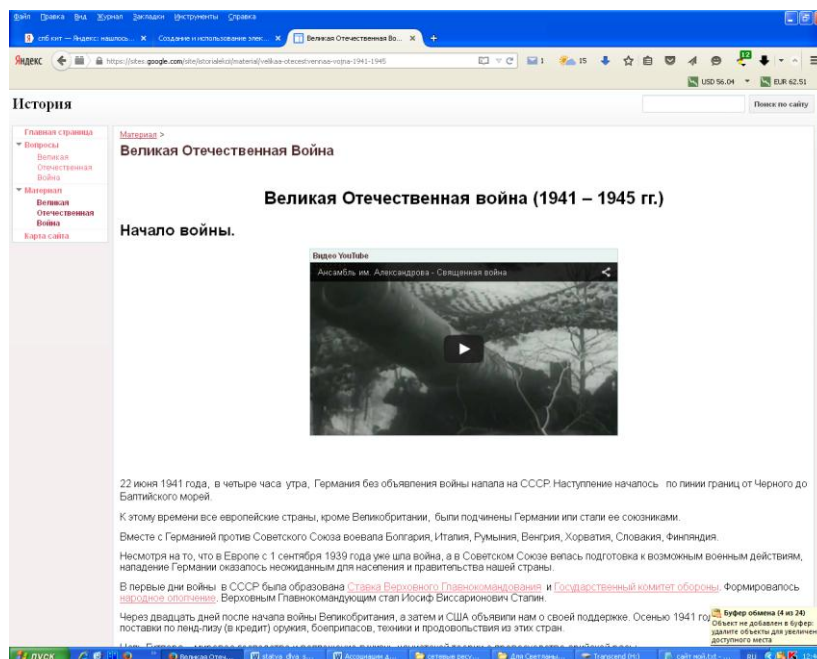 Файл Правка Вид Журнал Закладки Инструменты Справка
спб кит — Яндекс: нашлось...
Создание и использование элек...
Великая Отечественная Во...
Яндекс
https://sites.google.com/site/istorialekcii/material/velikaa-otecestvennaa-vojna-1941-1945
1
15
12
USD 56.04
EUR 62.51
История
Поиск по сайту
Главная страница
Вопросы
Великая
Отечественная
Война
Материал
Великая
Отечественная
Война
Карта сайта
Материал >
Великая Отечественная Война
Великая Отечественная война (1941 – 1945 гг.)
Начало войны.
Видео YouTube
Ансамбль им. Александрова - Священная война
22 июня 1941 года, в четыре часа утра, Германия без объявления войны напала на СССР. Наступление началось по линии границ от Черного до
Балтийского морей.
К этому времени все европейские страны, кроме Великобритании, были подчинены Германии или стали ее союзниками.
Вместе с Германией против Советского Союза воевала Болгария, Италия, Румыния, Венгрия, Хорватия, Словакия, Финляндия.
Несмотря на то, что в Европе с 1 сентября 1939 года уже шла война, а в Советском Союзе велась подготовка к возможным военным действиям,
нападение Германии оказалось неожиданным для населения и правительства нашей страны.
В первые дни войны в СССР была образована Ставка Верховного Главнокомандования и Государственный комитет обороны. Формировалось
народное ополчение. Верховным Главнокомандующим стал Иосиф Виссарионович Сталин.
Через двадцать дней после начала войны Великобритания, а затем и США объявили нам о своей поддержке. Осенью 1941
поставки по ленд-лизу (в кредит) оружия, боеприпасов, техники и продовольствия из этих стран.
Буфер обмена (4 из 24)
Объект не добавлен в буфер:
удалите объекты для увеличен
доступного места
пуск
Великая Отеч...
Ассоциация д...
сетевые ресу...
Для Светланы...
Transcend (H:)
сайт мой.txt - ...
RU